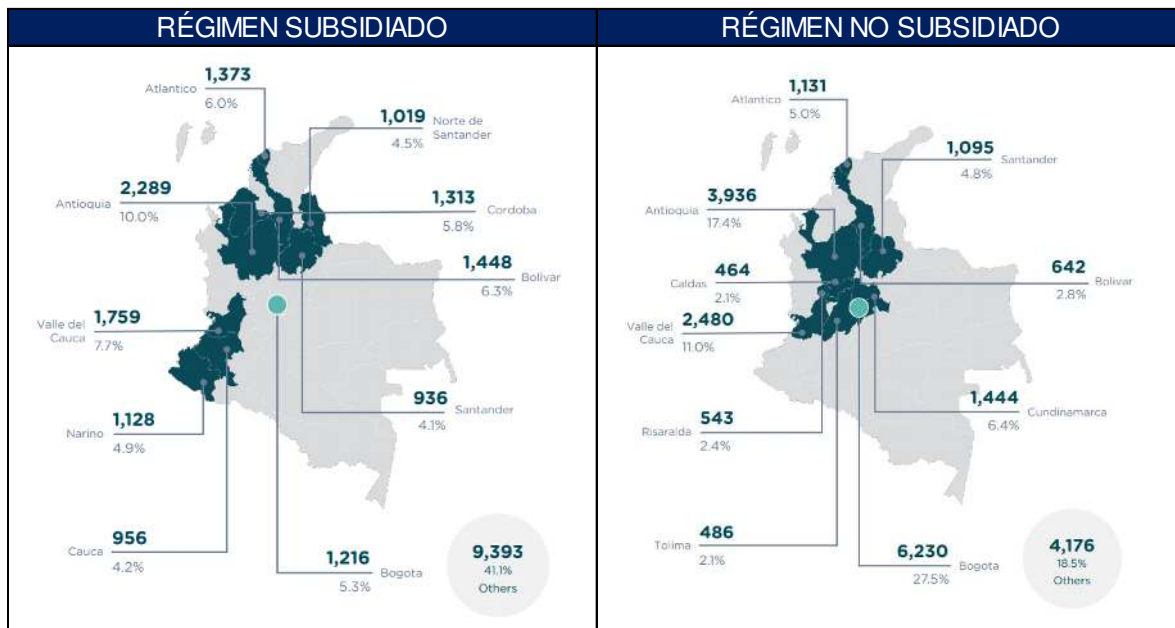 RÉGIMEN SUBSIDIADO
1,373
Atlantico
6.0%
1,019
Norte de
Santander
4.5%
2,289
Antioquia
10.0%
1,313
Cordoba
5.8%
1,448
Bolivar
6.3%
1,759
Valle del
Cauca
7.7%
936
Santander
4.1%
1,128
Narino
4.9%
956
Cauca
4.2%
1,216
Bogota
5.3%
9,393
41.1%
Others
RÉGIMEN NO SUBSIDIADO
1,131
Atlantico
5.0%
1,095
Santander
4.8%
3,936
Antioquia
17.4%
464
Caldas
2.1%
642
Bolivar
2.8%
2,480
Valle del
Cauca
11.0%
1,444
Cundinamarca
6.4%
543
Risaralda
2.4%
486
Tolima
2.1%
6,230
Bogota
27.5%
4,176
18.5%
Others